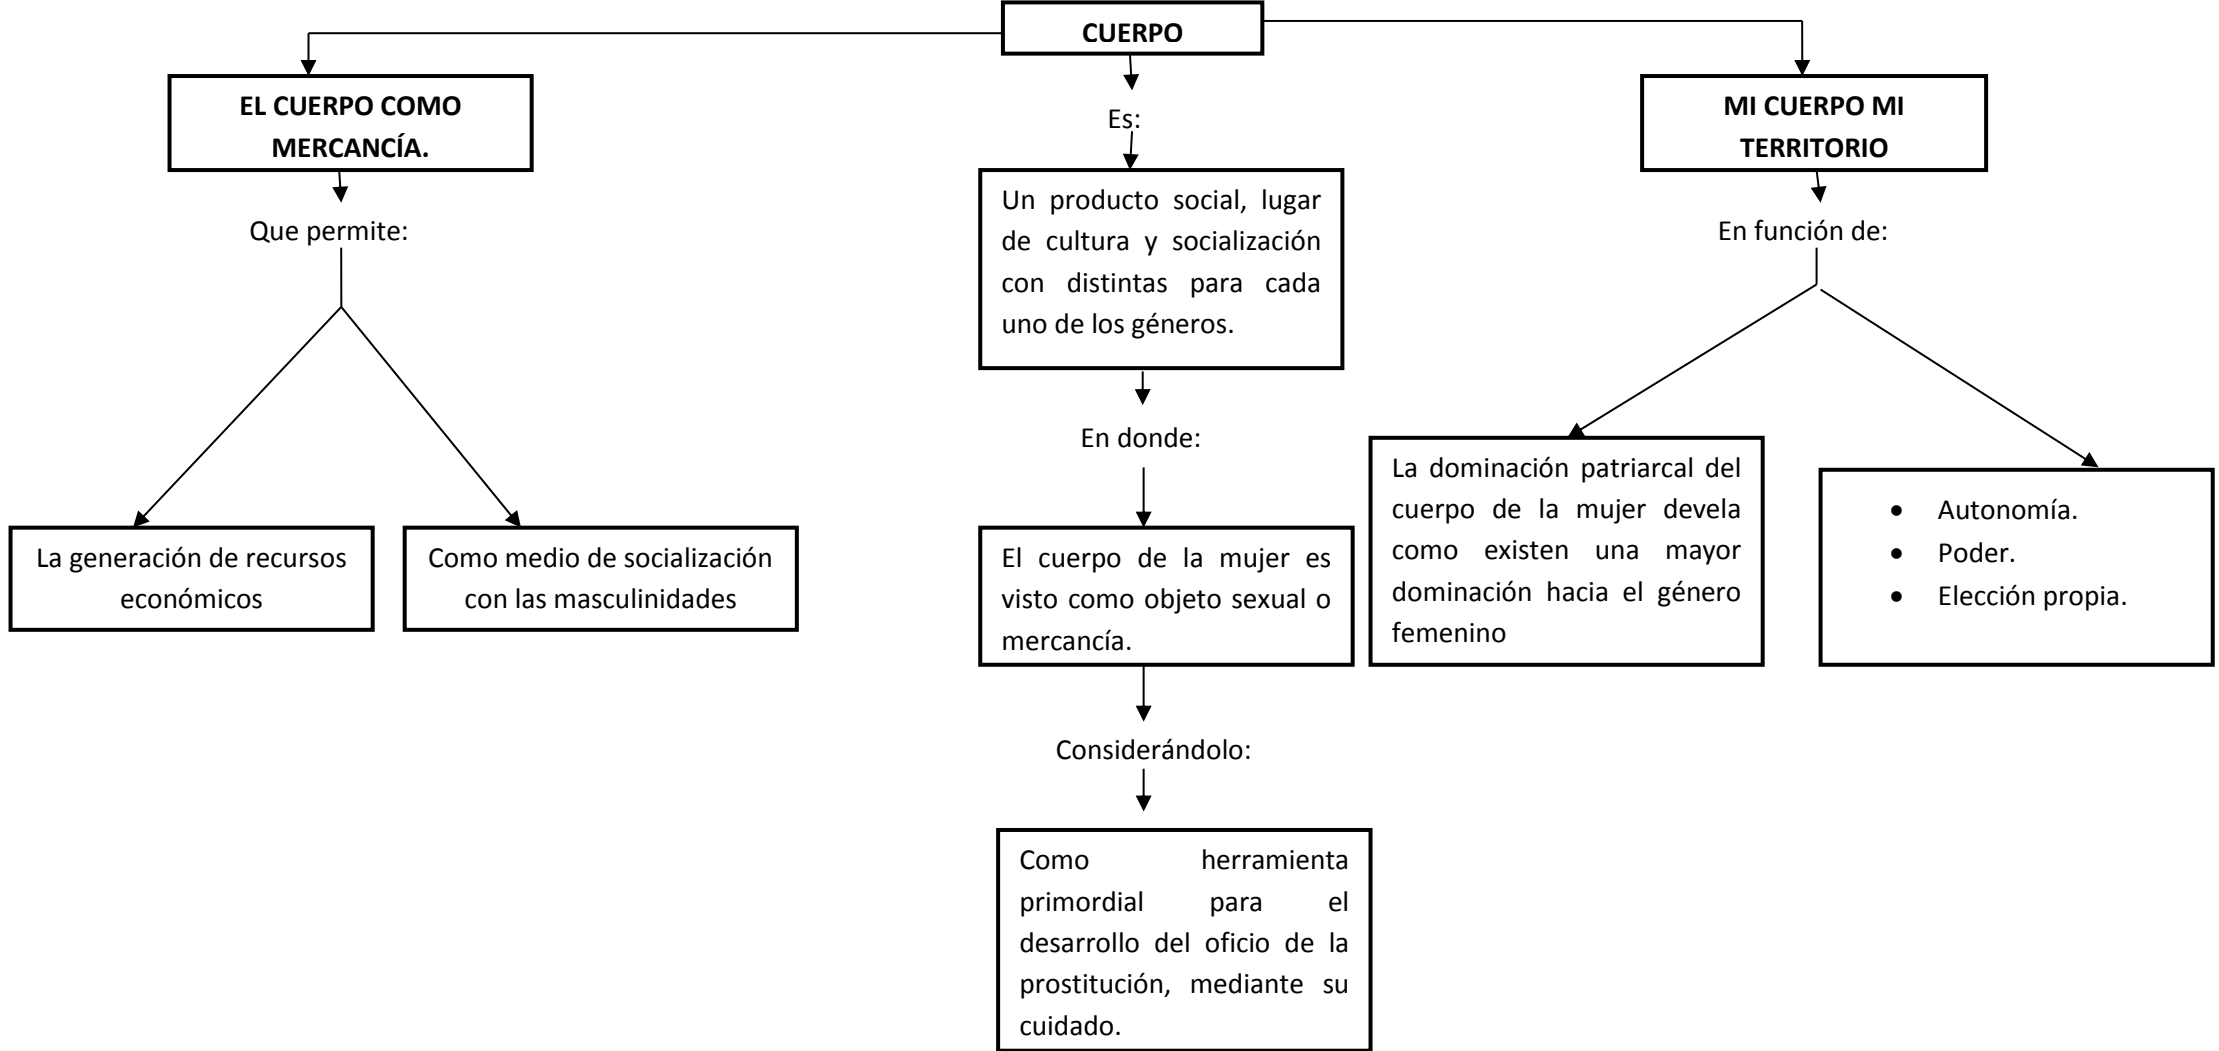 CUERPO
EL CUERPO COMO
MERCANCÍA.
Que permite:
La generación de recursos
económicos
Como medio de socialización
con las masculinidades
Es:
Un producto social, lugar
de cultura y socialización
con distintas para cada
uno de los géneros.
En donde:
El cuerpo de la mujer es
visto como objeto sexual o
mercancía.
Considerándolo:
Como herramienta
primordial para el
desarrollo del oficio de la
prostitución, mediante su
cuidado.
MI CUERPO MI
TERRITORIO
En función de:
La dominación patriarcal del
cuerpo de la mujer devela
como existen una mayor
dominación hacia el género
femenino
• Autonomía.
• Poder.
• Elección propia.